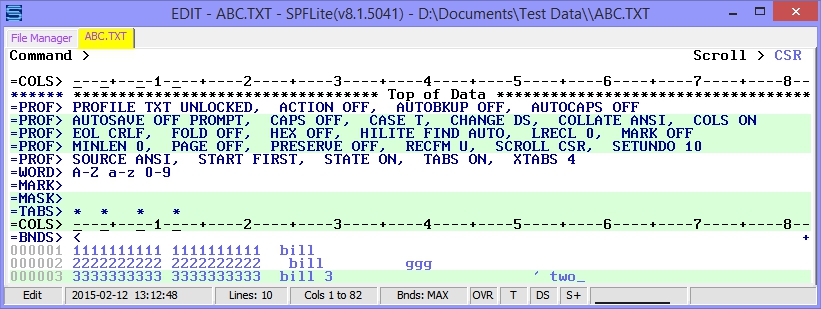 EDIT - ABC.TXT - SPFLite(v8.1.5041) - D:\Documents\Test Data\\ABC.TXT
File Manager ABC.TXT
Command > Scroll > CSR
=COLS> ----+----1----+----2----+----3----+----4----+----5----+----6----+----7----+----8--
****** ********************************** Top of Data ***********************************
=PROF> PROFILE TXT UNLOCKED,  ACTION OFF,  AUTOBKUP OFF,  AUTOCAPS OFF
=PROF> AUTOSAVE OFF PROMPT,  CAPS OFF,  CASE T,  CHANGE DS,  COLLATE ANSI,  COLS ON
=PROF> EOL CRLF,  FOLD OFF,  HEX OFF,  HILITE FIND AUTO,  LRECL 0,  MARK OFF
=PROF> MINLEN 0,  PAGE OFF,  PRESERVE OFF,  RECFM U,  SCROLL CSR,  SETUNDO 10
=PROF> SOURCE ANSI,  START FIRST,  STATE ON,  TABS ON,  XTABS 4
=WORD> A-Z a-z 0-9
=MARK>
=MASK>
=TABS>  *  *   *   *
=COLS> ----+----1----+----2----+----3----+----4----+----5----+----6----+----7----+----8--
=BNDS> < +
000001 1111111111 1111111111  bill
000002 2222222222 2222222222   bill         ggg
000003 3333333333 3333333333  bill 3                      ' two_
Edit 2015-02-12 13:12:48 Lines: 10 Cols 1 to 82 Bnds: MAX OVR T DS S+